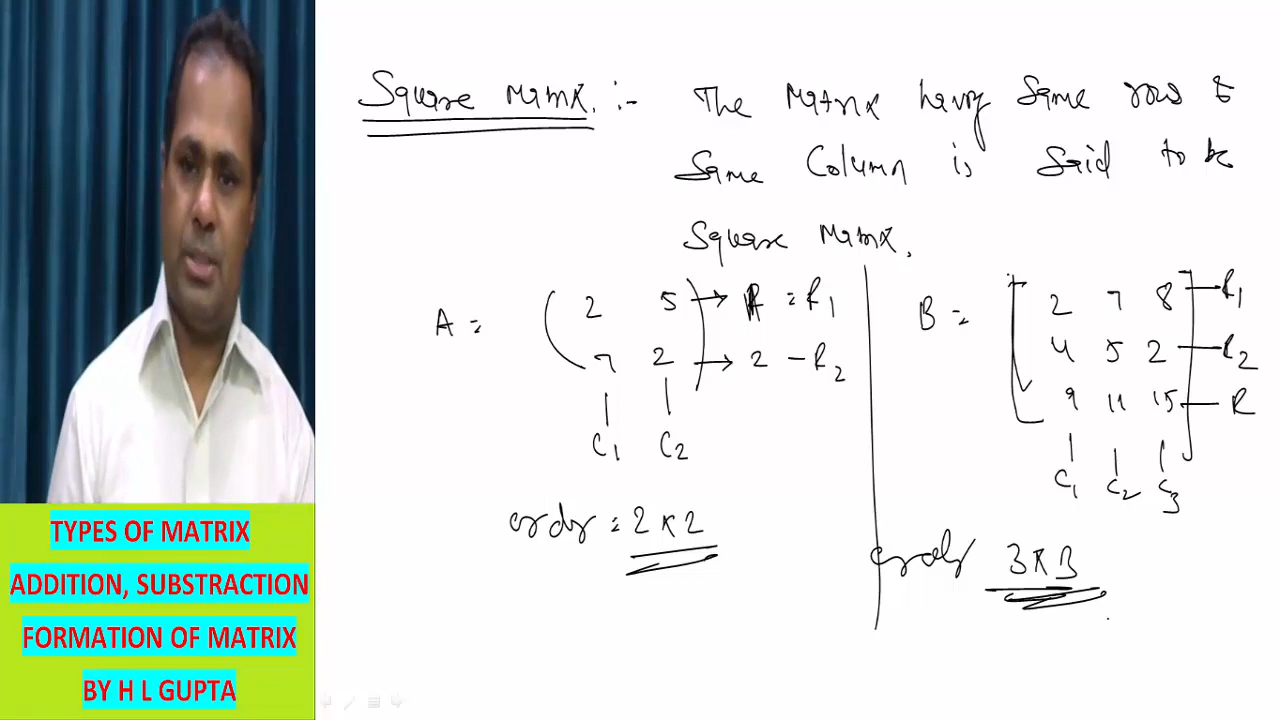 Square Matrix :- The Matrix having Same row &
Same Column is Said to be
Square Matrix.
A = ( 2 5 ) → R = R1
7 2 → 2 - R2
C1 C2
order = 2 x 2
B = [ 2 7 8 ] - R1
4 5 2 - R2
9 11 15 - R
C1 C2 C3
order 3 x 3
TYPES OF MATRIX
ADDITION, SUBSTRACTION
FORMATION OF MATRIX
BY H L GUPTA